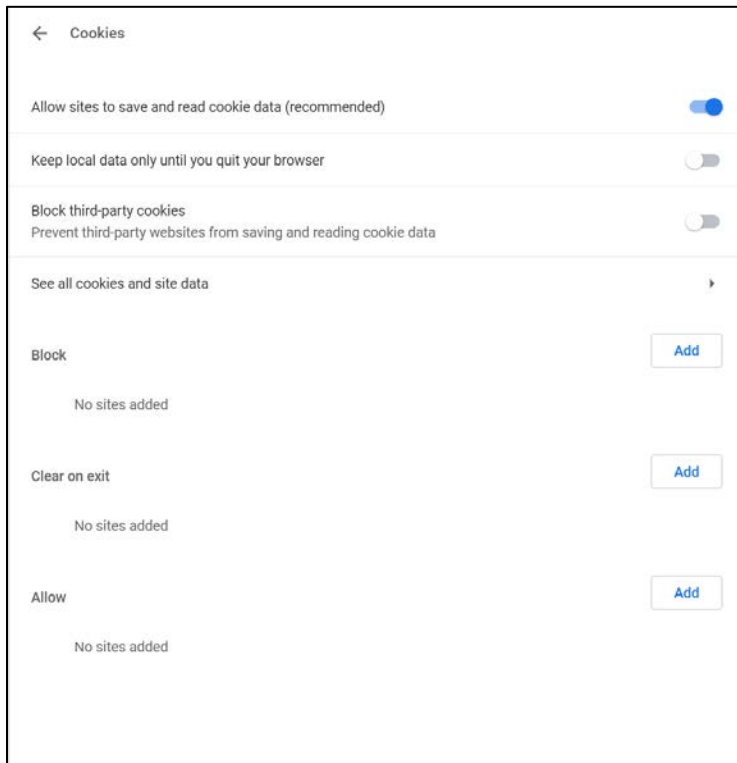 Cookies
Allow sites to save and read cookie data (recommended)
Keep local data only until you quit your browser
Block third-party cookies
Prevent third-party websites from saving and reading cookie data
See all cookies and site data
Block
Add
No sites added
Clear on exit
Add
No sites added
Allow
Add
No sites added